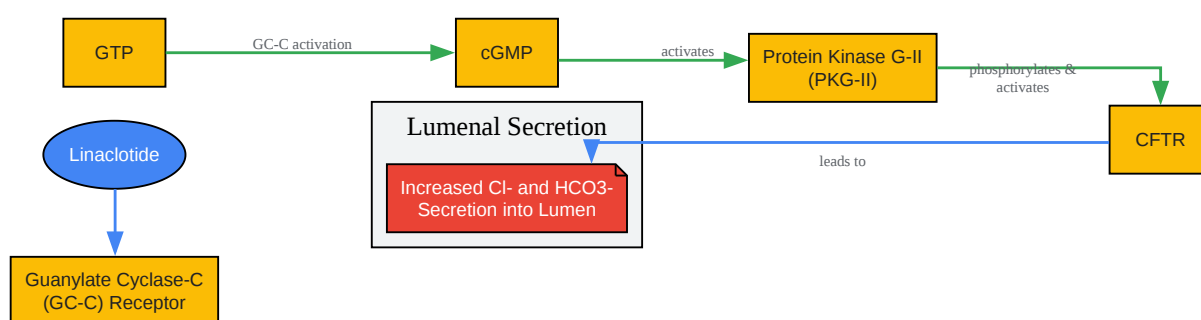 GTP
GC-C activation
cGMP
activates
Protein Kinase G-II
(PKG-II)
phosphorylates &
activates
CFTR
Linaclotide
Lumenal Secretion
leads to
Increased Cl- and HCO3-
Secretion into Lumen
Guanylate Cyclase-C
(GC-C) Receptor